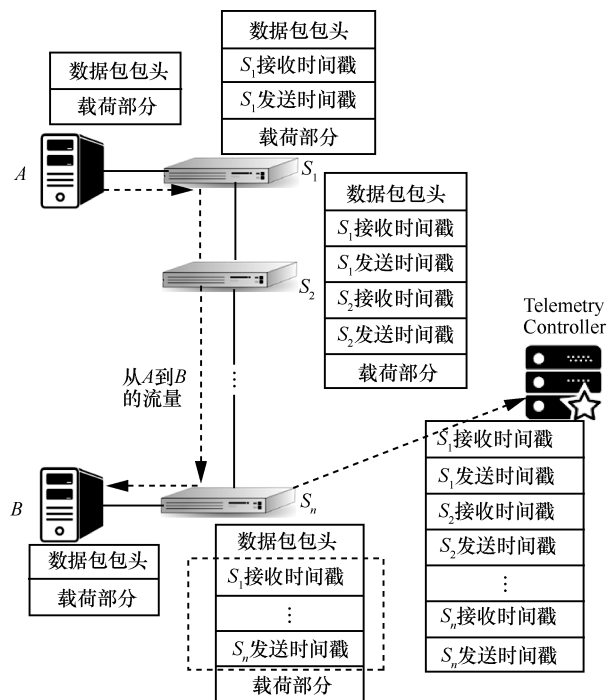 数据包包头
载荷部分
数据包包头
S1接收时间戳
S1发送时间戳
载荷部分
A
S1
数据包包头
S1接收时间戳
S1发送时间戳
S2接收时间戳
S2发送时间戳
载荷部分
S2
Telemetry
Controller
从A到B
的流量
S1接收时间戳
S1发送时间戳
S2接收时间戳
S2发送时间戳
⋮
Sn接收时间戳
Sn发送时间戳
⋮
B
Sn
数据包包头
载荷部分
数据包包头
S1接收时间戳
⋮
Sn发送时间戳
载荷部分